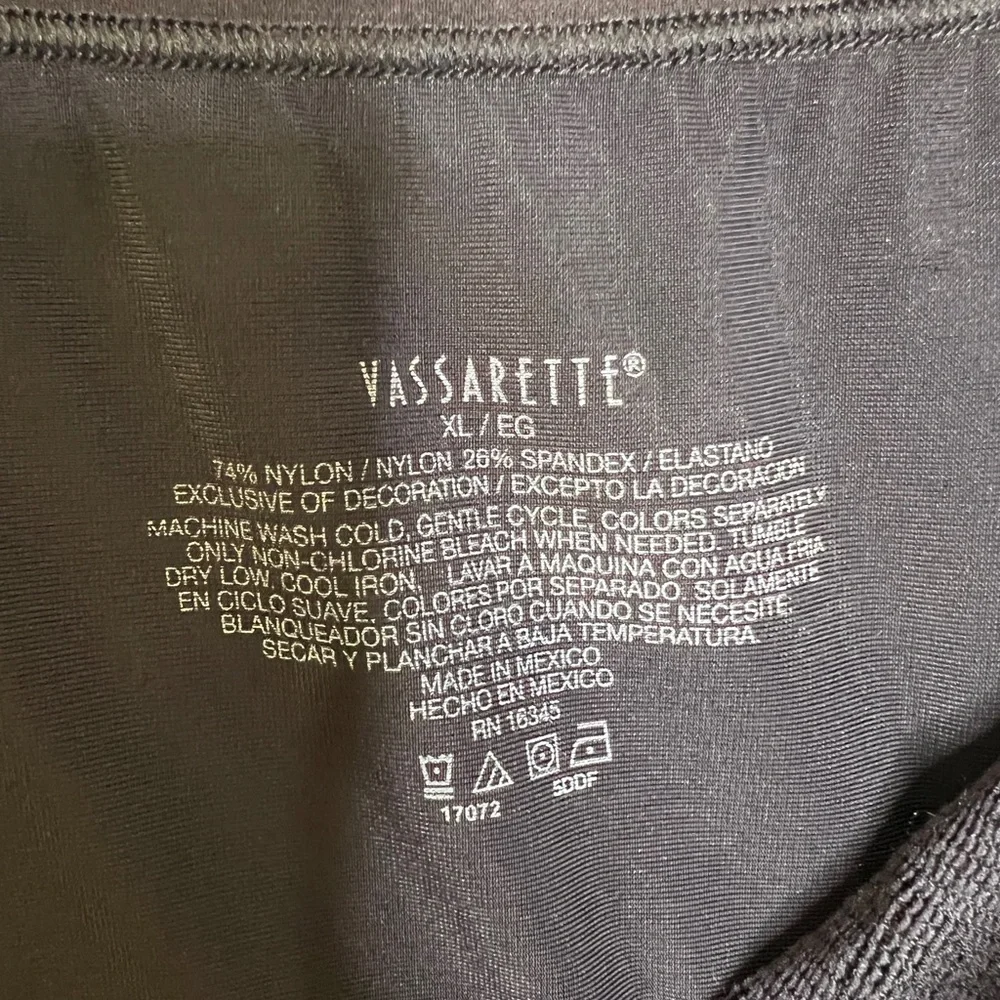 VASSARETTE®
XL / EG
74% NYLON / NYLON 26% SPANDEX / ELASTANO
EXCLUSIVE OF DECORATION / EXCEPTO LA DECORACION
MACHINE WASH COLD, GENTLE CYCLE, COLORS SEPARATELY
ONLY NON-CHLORINE BLEACH WHEN NEEDED. TUMBLE
DRY LOW. COOL IRON. LAVAR A MAQUINA CON AGUA FRIA
EN CICLO SUAVE. COLORES POR SEPARADO. SOLAMENTE
BLANQUEADOR SIN CLORO CUANDO SE NECESITE.
SECAR Y PLANCHAR A BAJA TEMPERATURA.
MADE IN MEXICO
HECHO EN MEXICO
RN 16345
17072 5DDF